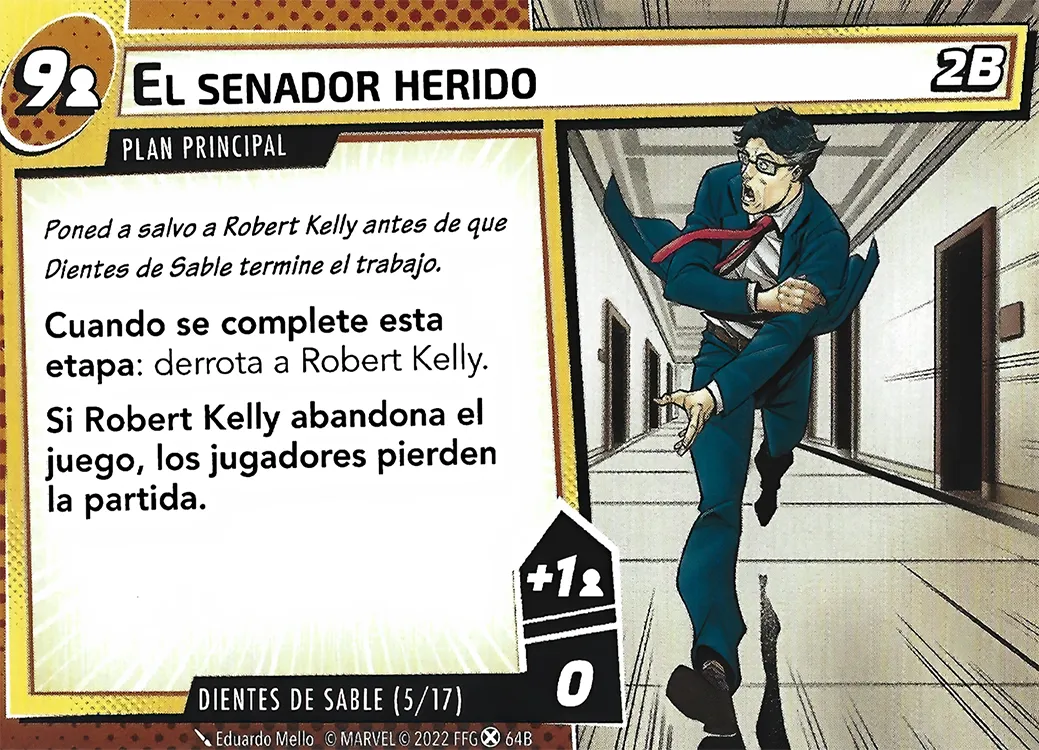 9
EL SENADOR HERIDO
2B
PLAN PRINCIPAL
Poned a salvo a Robert Kelly antes de que
Dientes de Sable termine el trabajo.
Cuando se complete esta
etapa: derrota a Robert Kelly.
Si Robert Kelly abandona el
juego, los jugadores pierden
la partida.
+1
0
DIENTES DE SABLE (5/17)
Eduardo Mello © MARVEL © 2022 FFG 64B